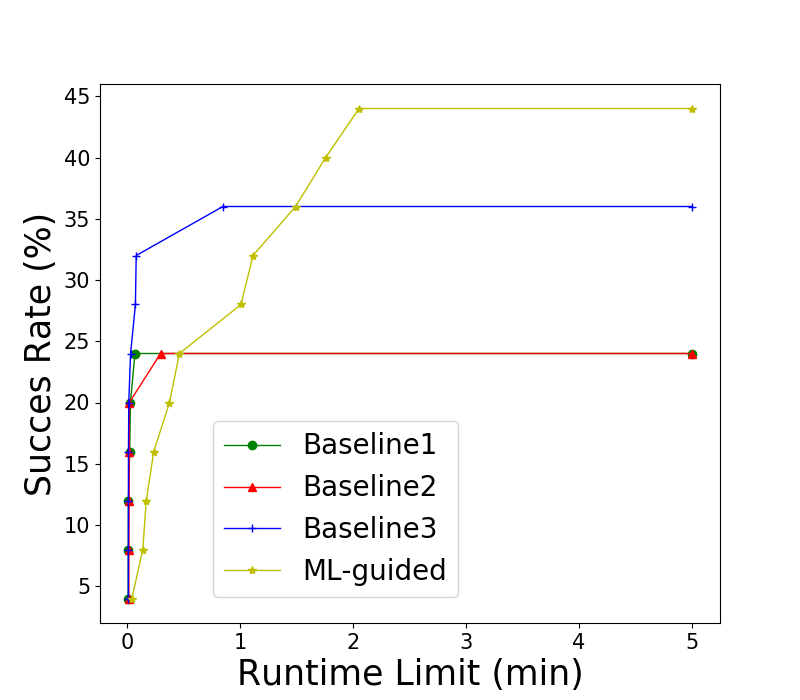 45
40
35
30
25
20
15
10
5
Succes Rate (%)
Baseline1
Baseline2
Baseline3
ML-guided
0 1 2 3 4 5
Runtime Limit (min)